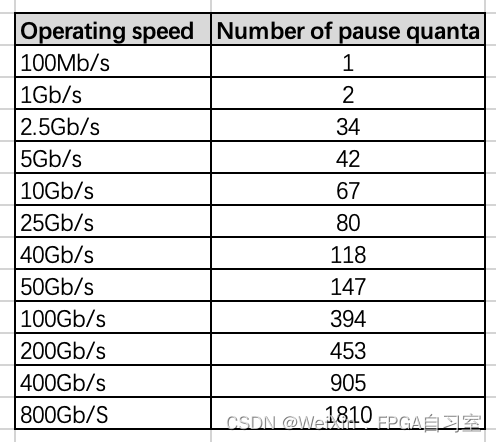 Operating speed Number of pause quanta
100Mb/s 1
1Gb/s 2
2.5Gb/s 34
5Gb/s 42
10Gb/s 67
25Gb/s 80
40Gb/s 118
50Gb/s 147
100Gb/s 394
200Gb/s 453
400Gb/s 905
800Gb/S 1810
CSDN @WeiXin: FPGA自习室